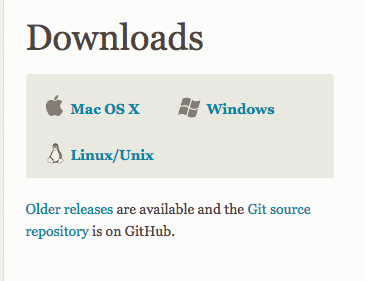 Downloads
Mac OS X Windows
Linux/Unix
Older releases are available and the Git source
repository is on GitHub.